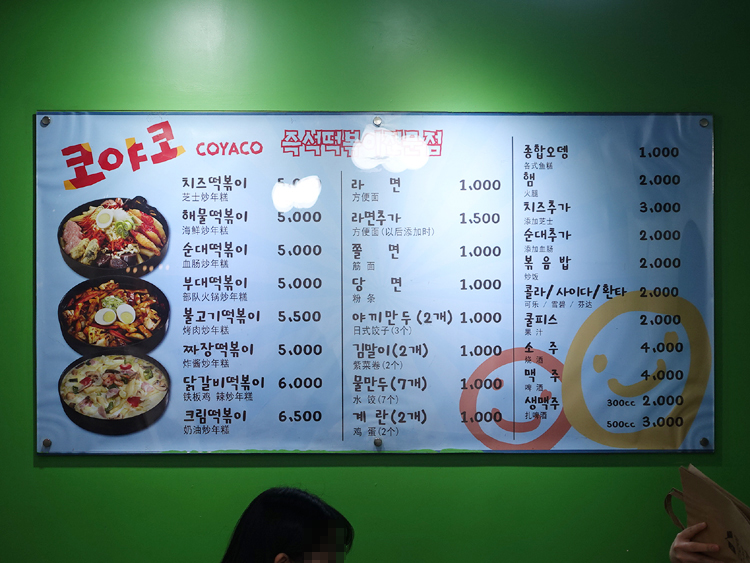 코야코 COYACO 즉석떡볶
치즈떡볶이
芝士炒年糕
해물떡볶이 5,000
海鲜炒年糕
순대떡볶이 5,000
血肠炒年糕
부대떡볶이 5,000
部队火锅炒年糕
불고기떡볶이 5,500
烤肉炒年糕
짜장떡볶이 5,000
炸酱炒年糕
닭갈비떡볶이 6,000
铁板鸡 辣炒年糕
크림떡볶이 6,500
奶油炒年糕
라 면 1,000
方便面
라면추가 1,500
方便面(以后添加时)
쫄 면 1,000
筋 面
당 면 1,000
粉 条
야끼만두(2개) 1,000
日式饺子(3个)
김말이(2개) 1,000
紫菜卷(2个)
물만두(7개) 1,000
水 饺(7个)
계 란(2개) 1,000
鸡 蛋(2个)
종합오뎅 1,000
各式鱼糕
햄 2,000
火腿
치즈추가 3,000
添加芝士
순대추가 2,000
添加血肠
볶음밥 2,000
炒饭
콜라/사이다/환타 2,000
可乐 / 雪碧 / 芬达
쿨피스 2,000
果汁
소 주 4,000
烧 酒
맥 주 4,000
啤 酒
생맥주 300cc 2,000
扎啤酒 500cc 3,000